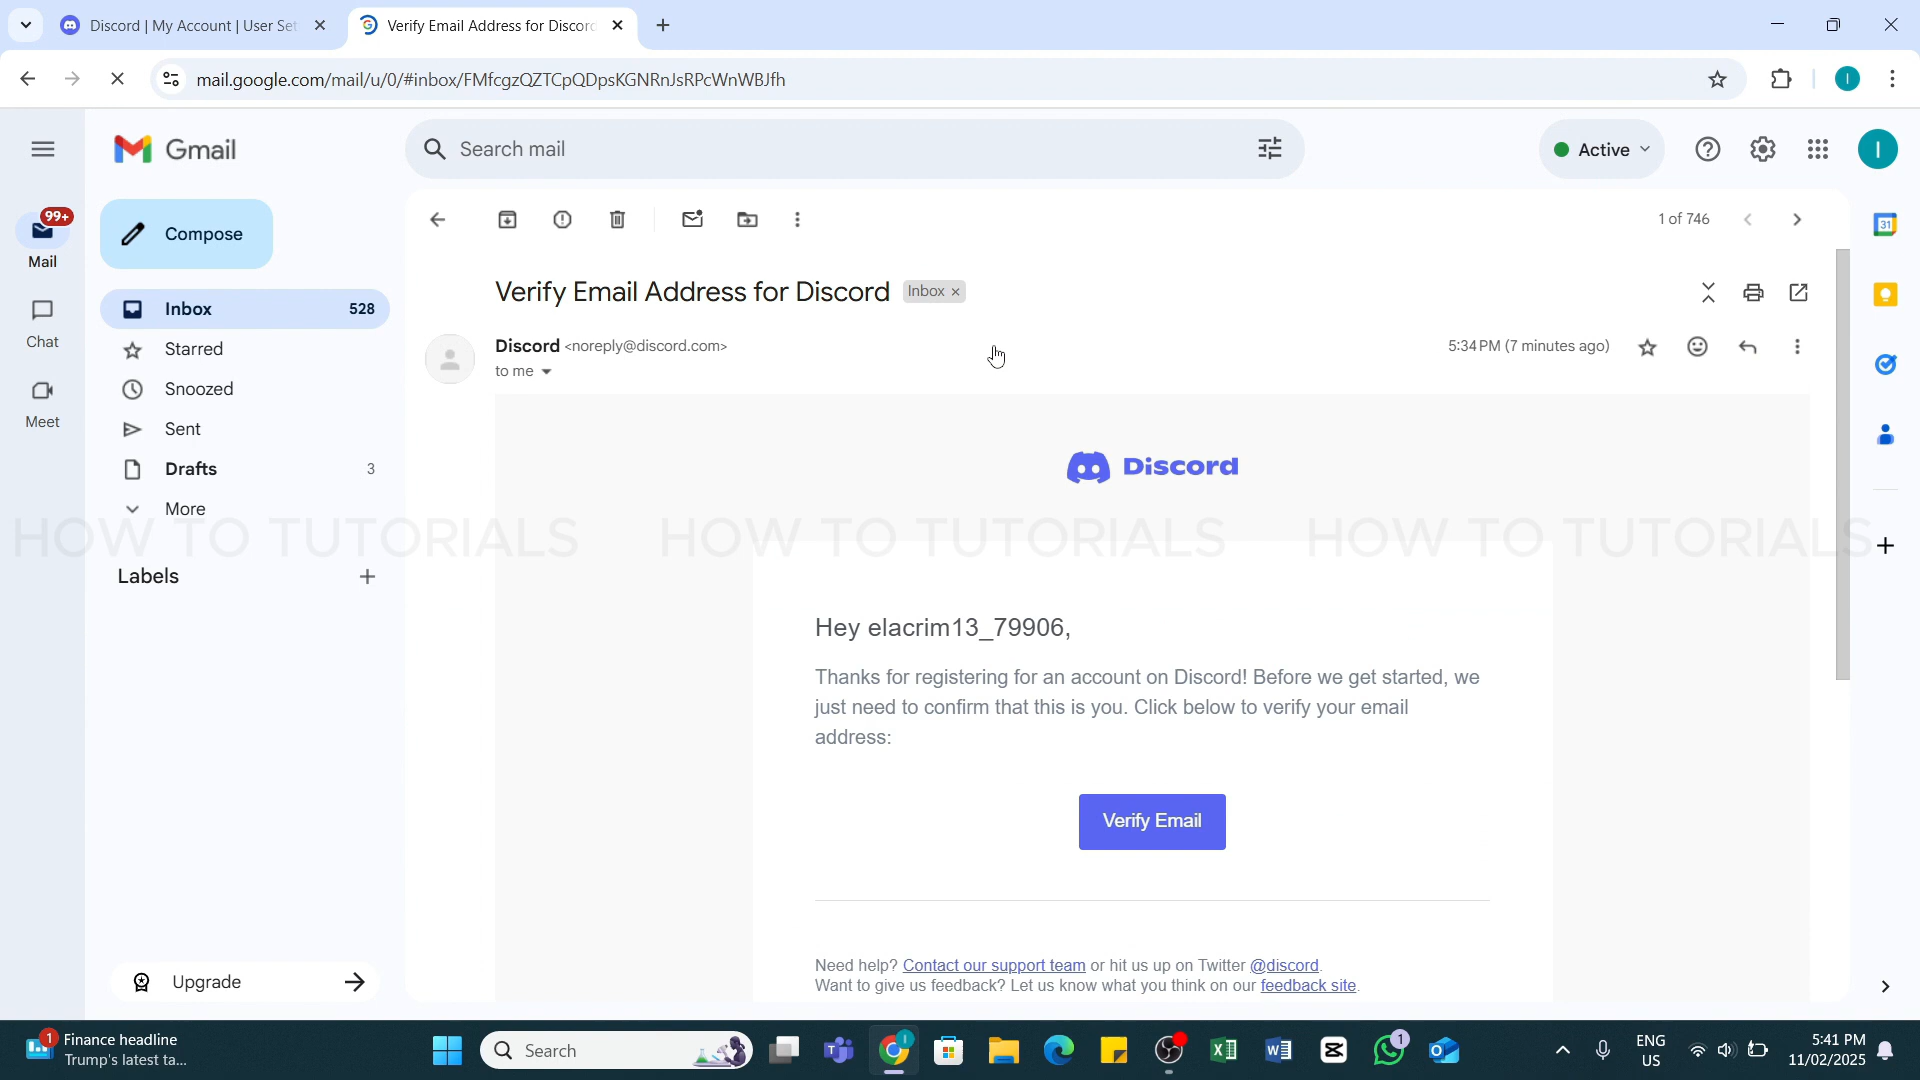 Discord | My Account | User Set
Verify Email Address for Discord
mail.google.com/mail/u/0/#inbox/FMfcgzQZTCpQDpsKGNRnJsRPcWnWBJfh
I
Gmail
Search mail
Active
I
99+
Mail
Compose
1 of 746
31
Inbox 528
Verify Email Address for Discord Inbox ×
Chat
Starred
Discord <noreply@discord.com>
5:34 PM (7 minutes ago)
to me
Snoozed
Meet
Sent
Drafts 3
Discord
More
HOW TO TUTORIALS HOW TO TUTORIALS HOW TO TUTORIALS
Labels
Hey elacrim13_79906,
Thanks for registering for an account on Discord! Before we get started, we
just need to confirm that this is you. Click below to verify your email
address:
Verify Email
Need help? Contact our support team or hit us up on Twitter @discord.
Want to give us feedback? Let us know what you think on our feedback site.
Upgrade
1
Finance headline
Trump's latest ta...
Search
I
1
ENG
US
5:41 PM
11/02/2025